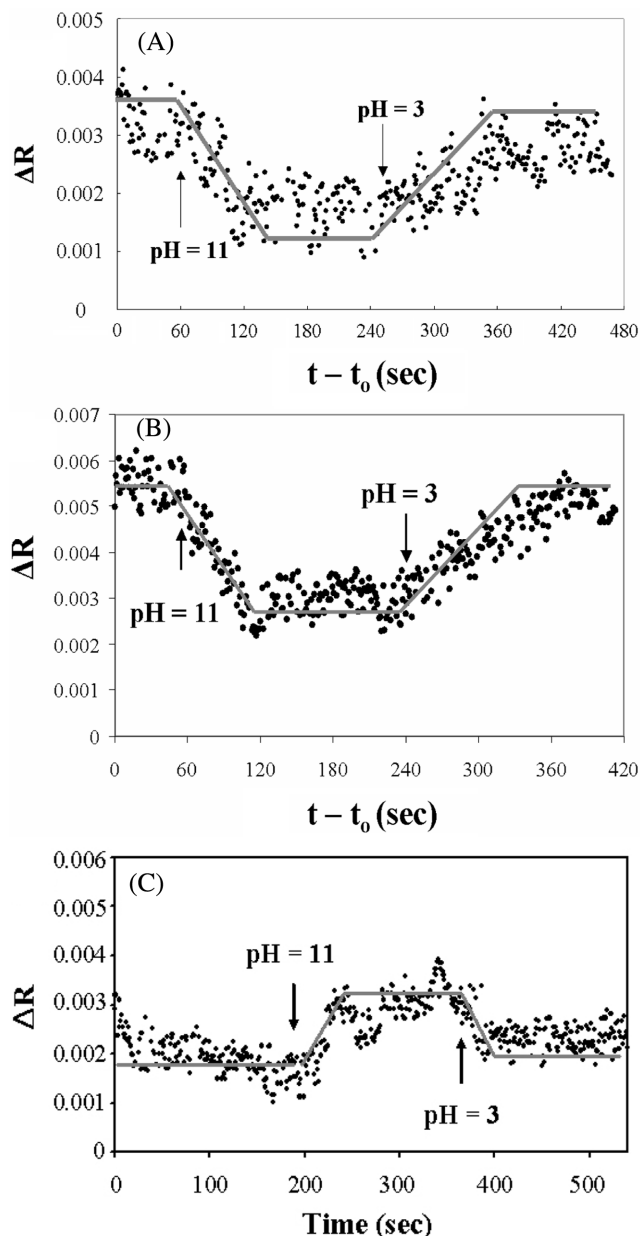 (A)
0.005
0.004
0.003
0.002
0.001
0
ΔR
pH = 3
pH = 11
0 60 120 180 240 300 360 420 480
t – to (sec)
(B)
0.007
0.006
0.005
0.004
0.003
0.002
0.001
0
ΔR
pH = 3
pH = 11
0 60 120 180 240 300 360 420
t – to (sec)
(C)
0.006
0.005
0.004
0.003
0.002
0.001
0
ΔR
pH = 11
pH = 3
0 100 200 300 400 500
Time (sec)